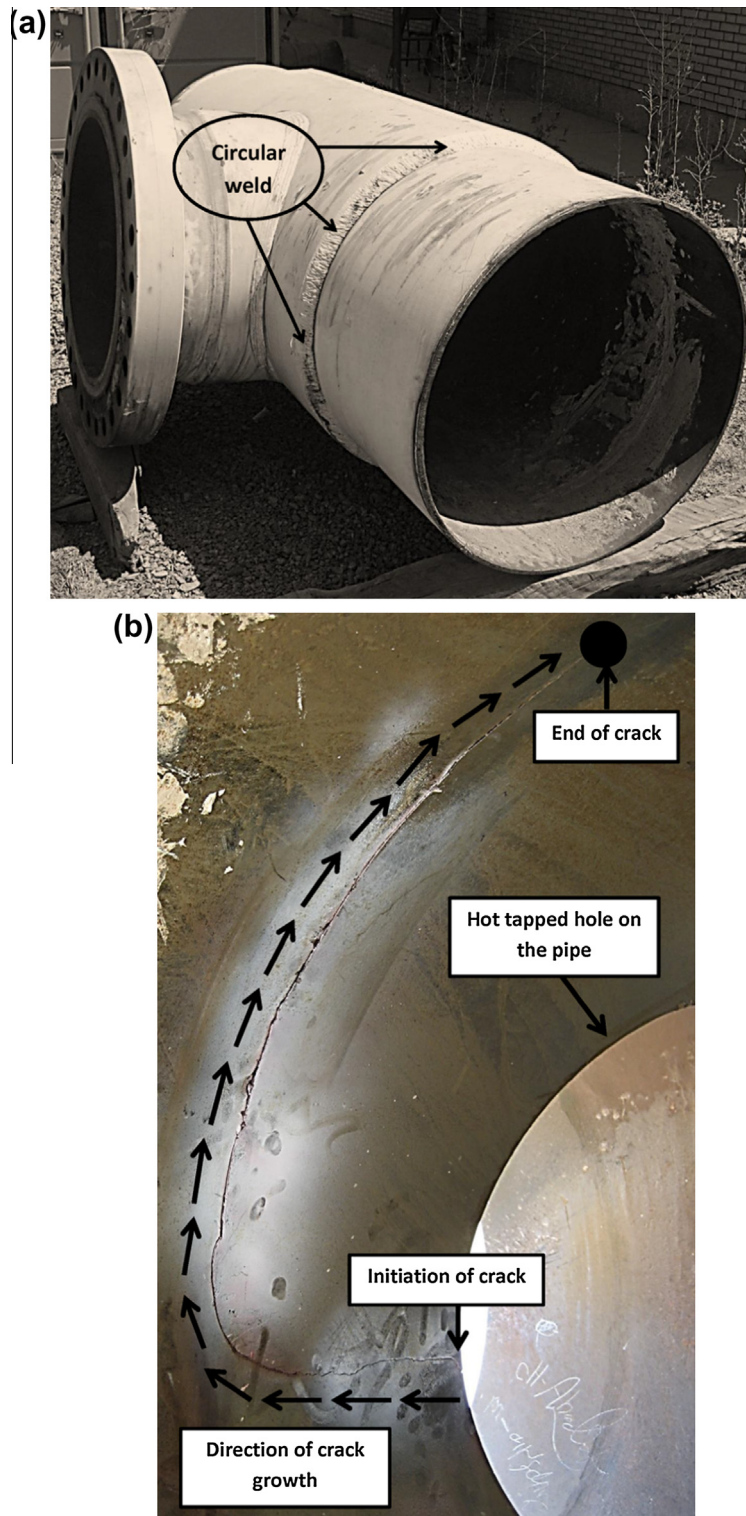 (a)
Circular
weld
(b)
End of crack
Hot tapped hole on
the pipe
Initiation of crack
Direction of crack
growth